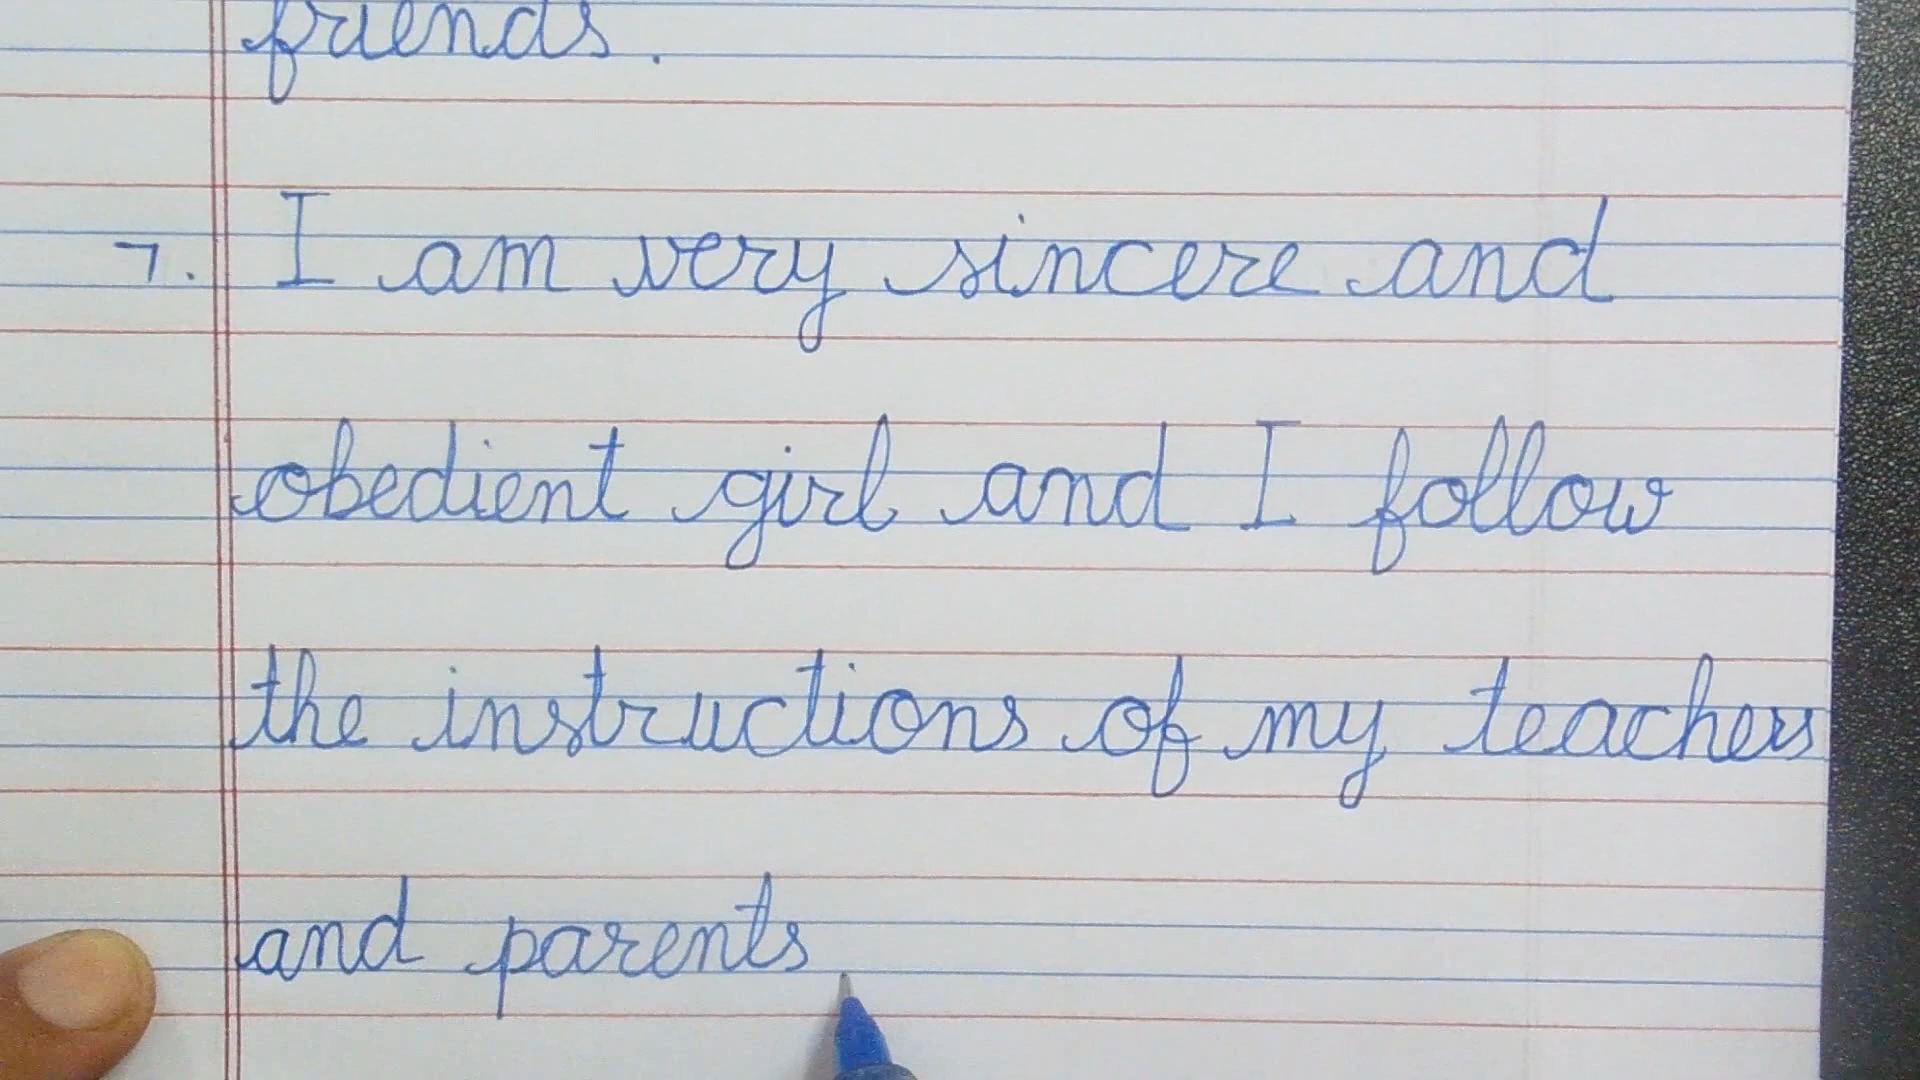 friends.
7. I am very sincere and
obedient girl and I follow
the instructions of my teachers
and parents